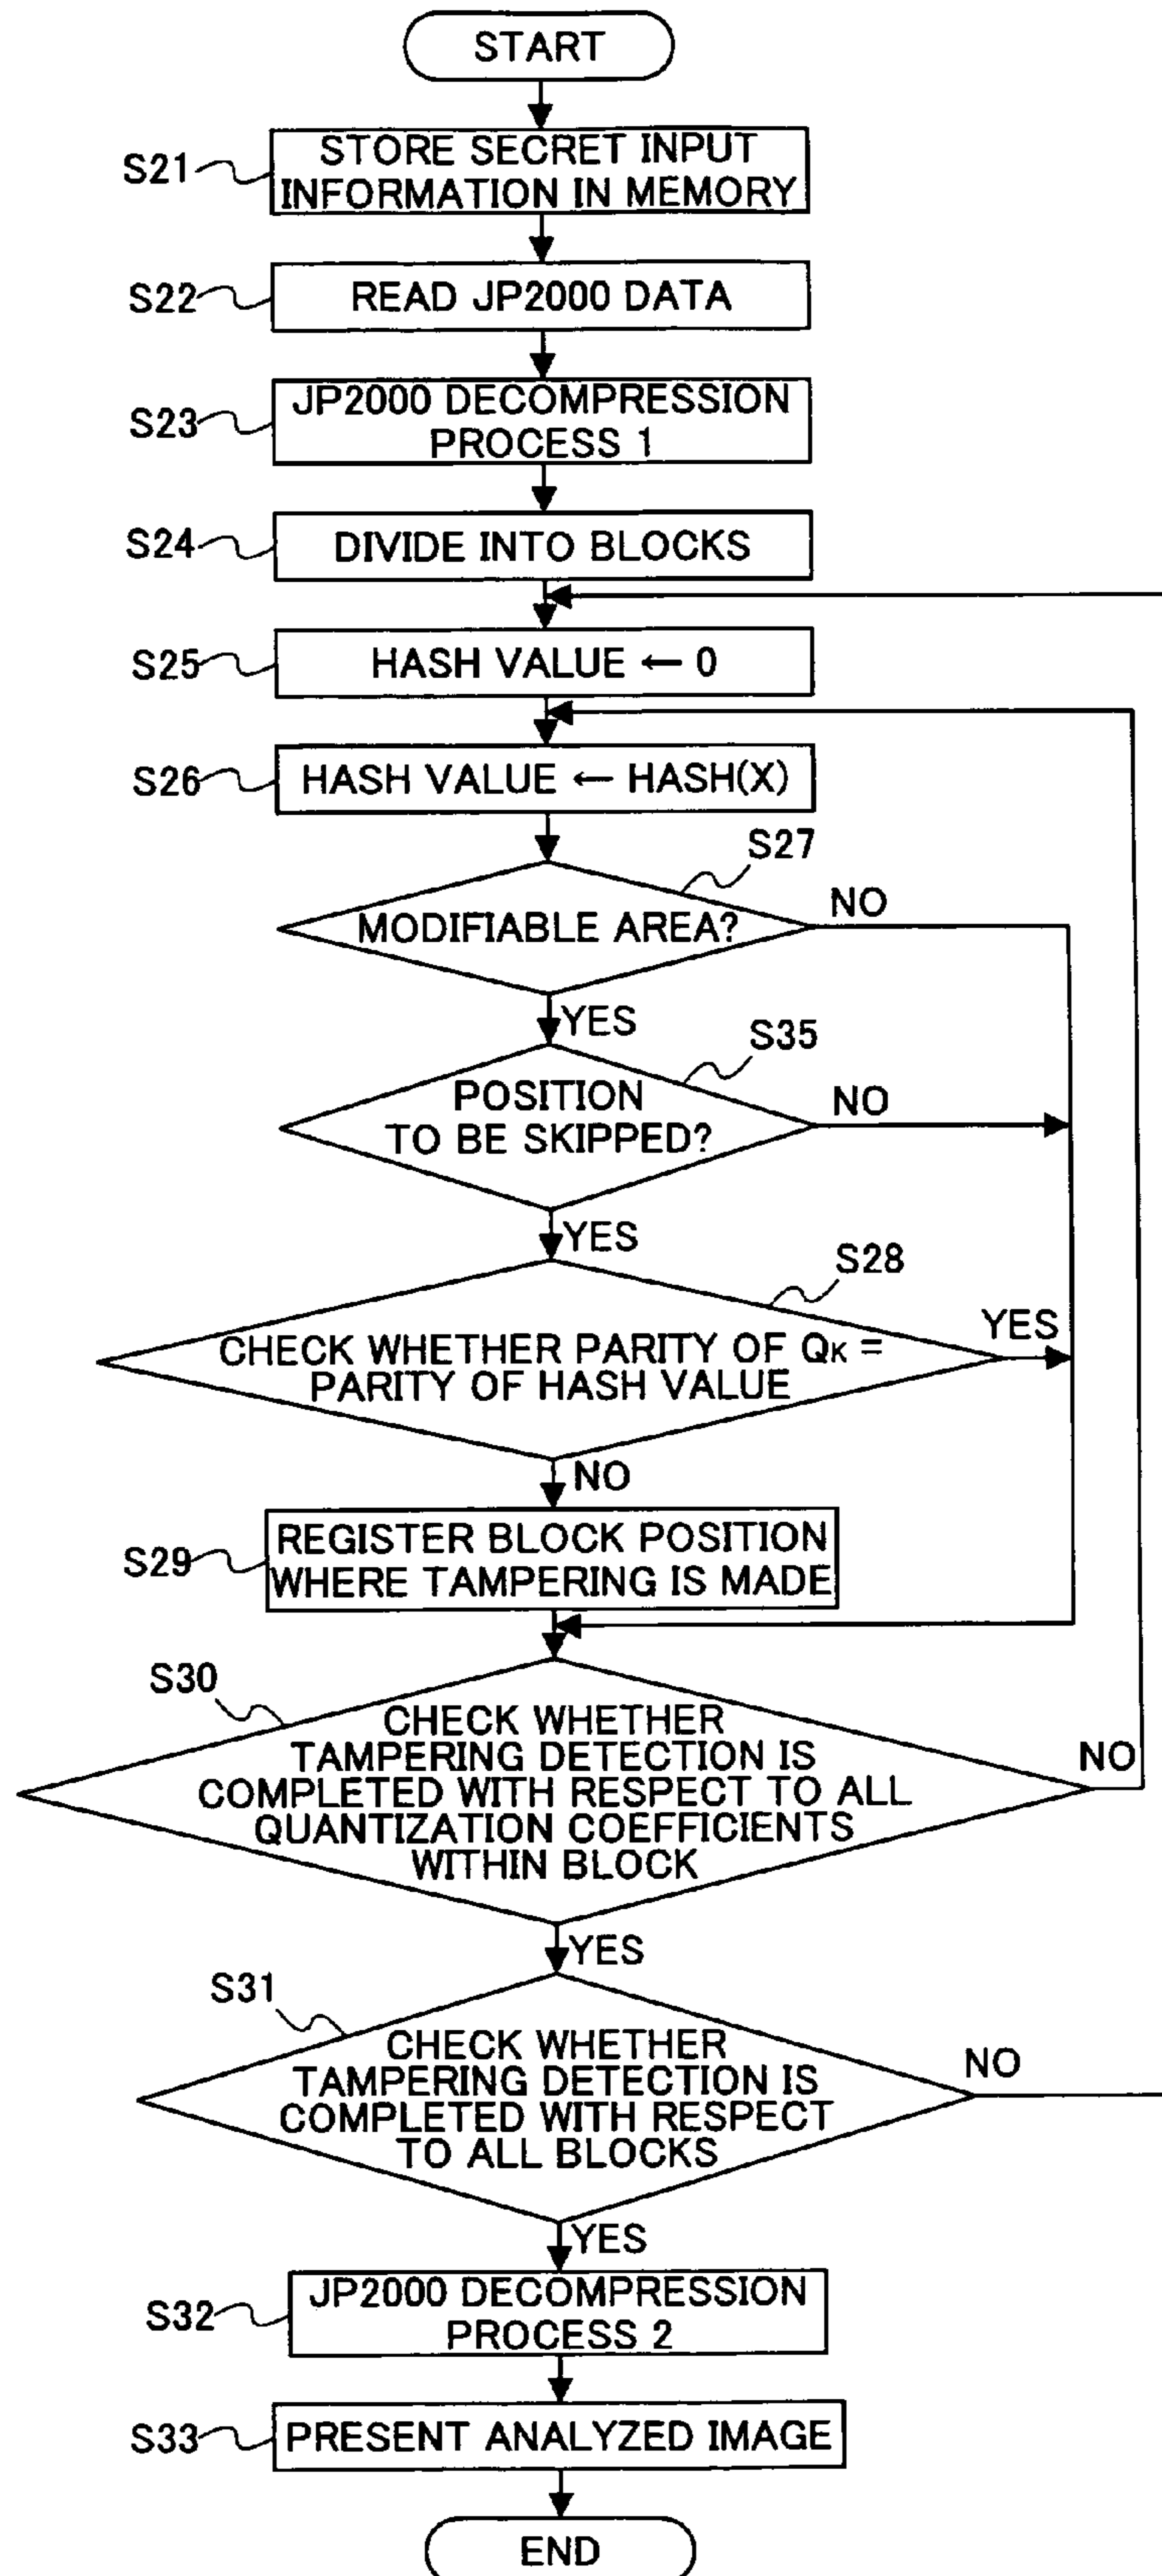 START
S21
STORE SECRET INPUT
INFORMATION IN MEMORY
S22
READ JP2000 DATA
S23
JP2000 DECOMPRESSION
PROCESS 1
S24
DIVIDE INTO BLOCKS
S25
HASH VALUE ← 0
S26
HASH VALUE ← HASH(X)
S27
MODIFIABLE AREA?
NO
YES
S35
POSITION
TO BE SKIPPED?
NO
YES
S28
CHECK WHETHER PARITY OF QK =
PARITY OF HASH VALUE
YES
NO
S29
REGISTER BLOCK POSITION
WHERE TAMPERING IS MADE
S30
CHECK WHETHER
TAMPERING DETECTION IS
COMPLETED WITH RESPECT TO ALL
QUANTIZATION COEFFICIENTS
WITHIN BLOCK
NO
YES
S31
CHECK WHETHER
TAMPERING DETECTION IS
COMPLETED WITH RESPECT
TO ALL BLOCKS
NO
YES
S32
JP2000 DECOMPRESSION
PROCESS 2
S33
PRESENT ANALYZED IMAGE
END